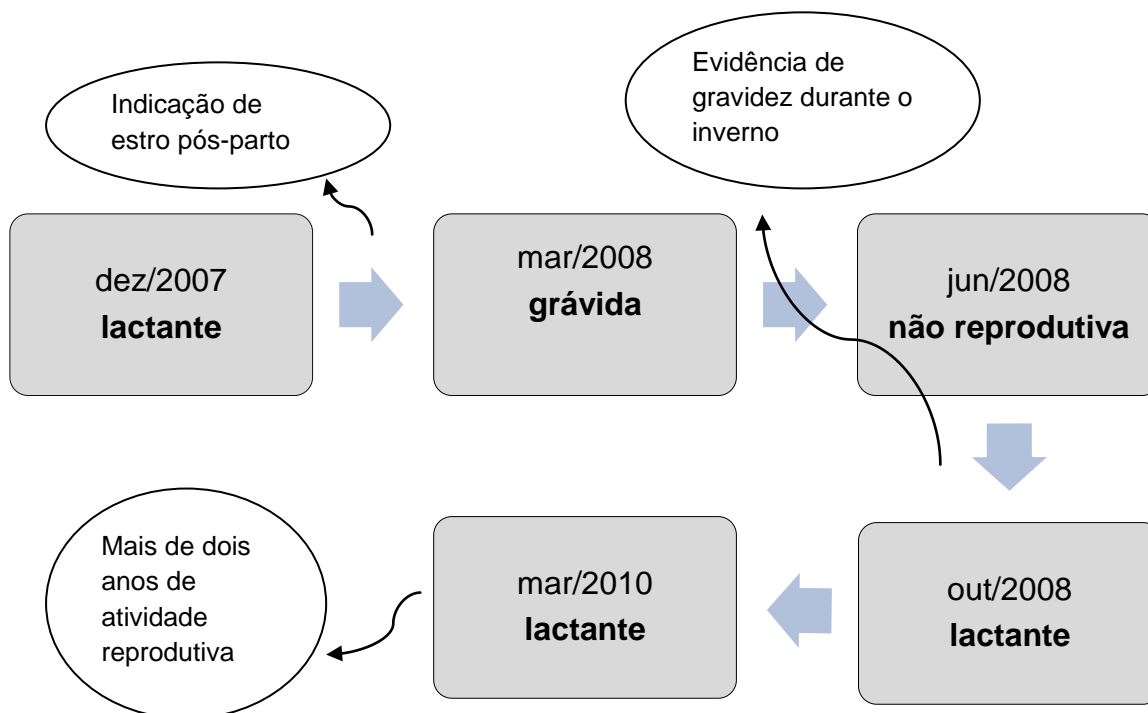 Indicação de
estro pós-parto
Evidência de
gravidez durante o
inverno
dez/2007
lactante
mar/2008
grávida
jun/2008
não reprodutiva
Mais de dois
anos de
atividade
reprodutiva
mar/2010
lactante
out/2008
lactante